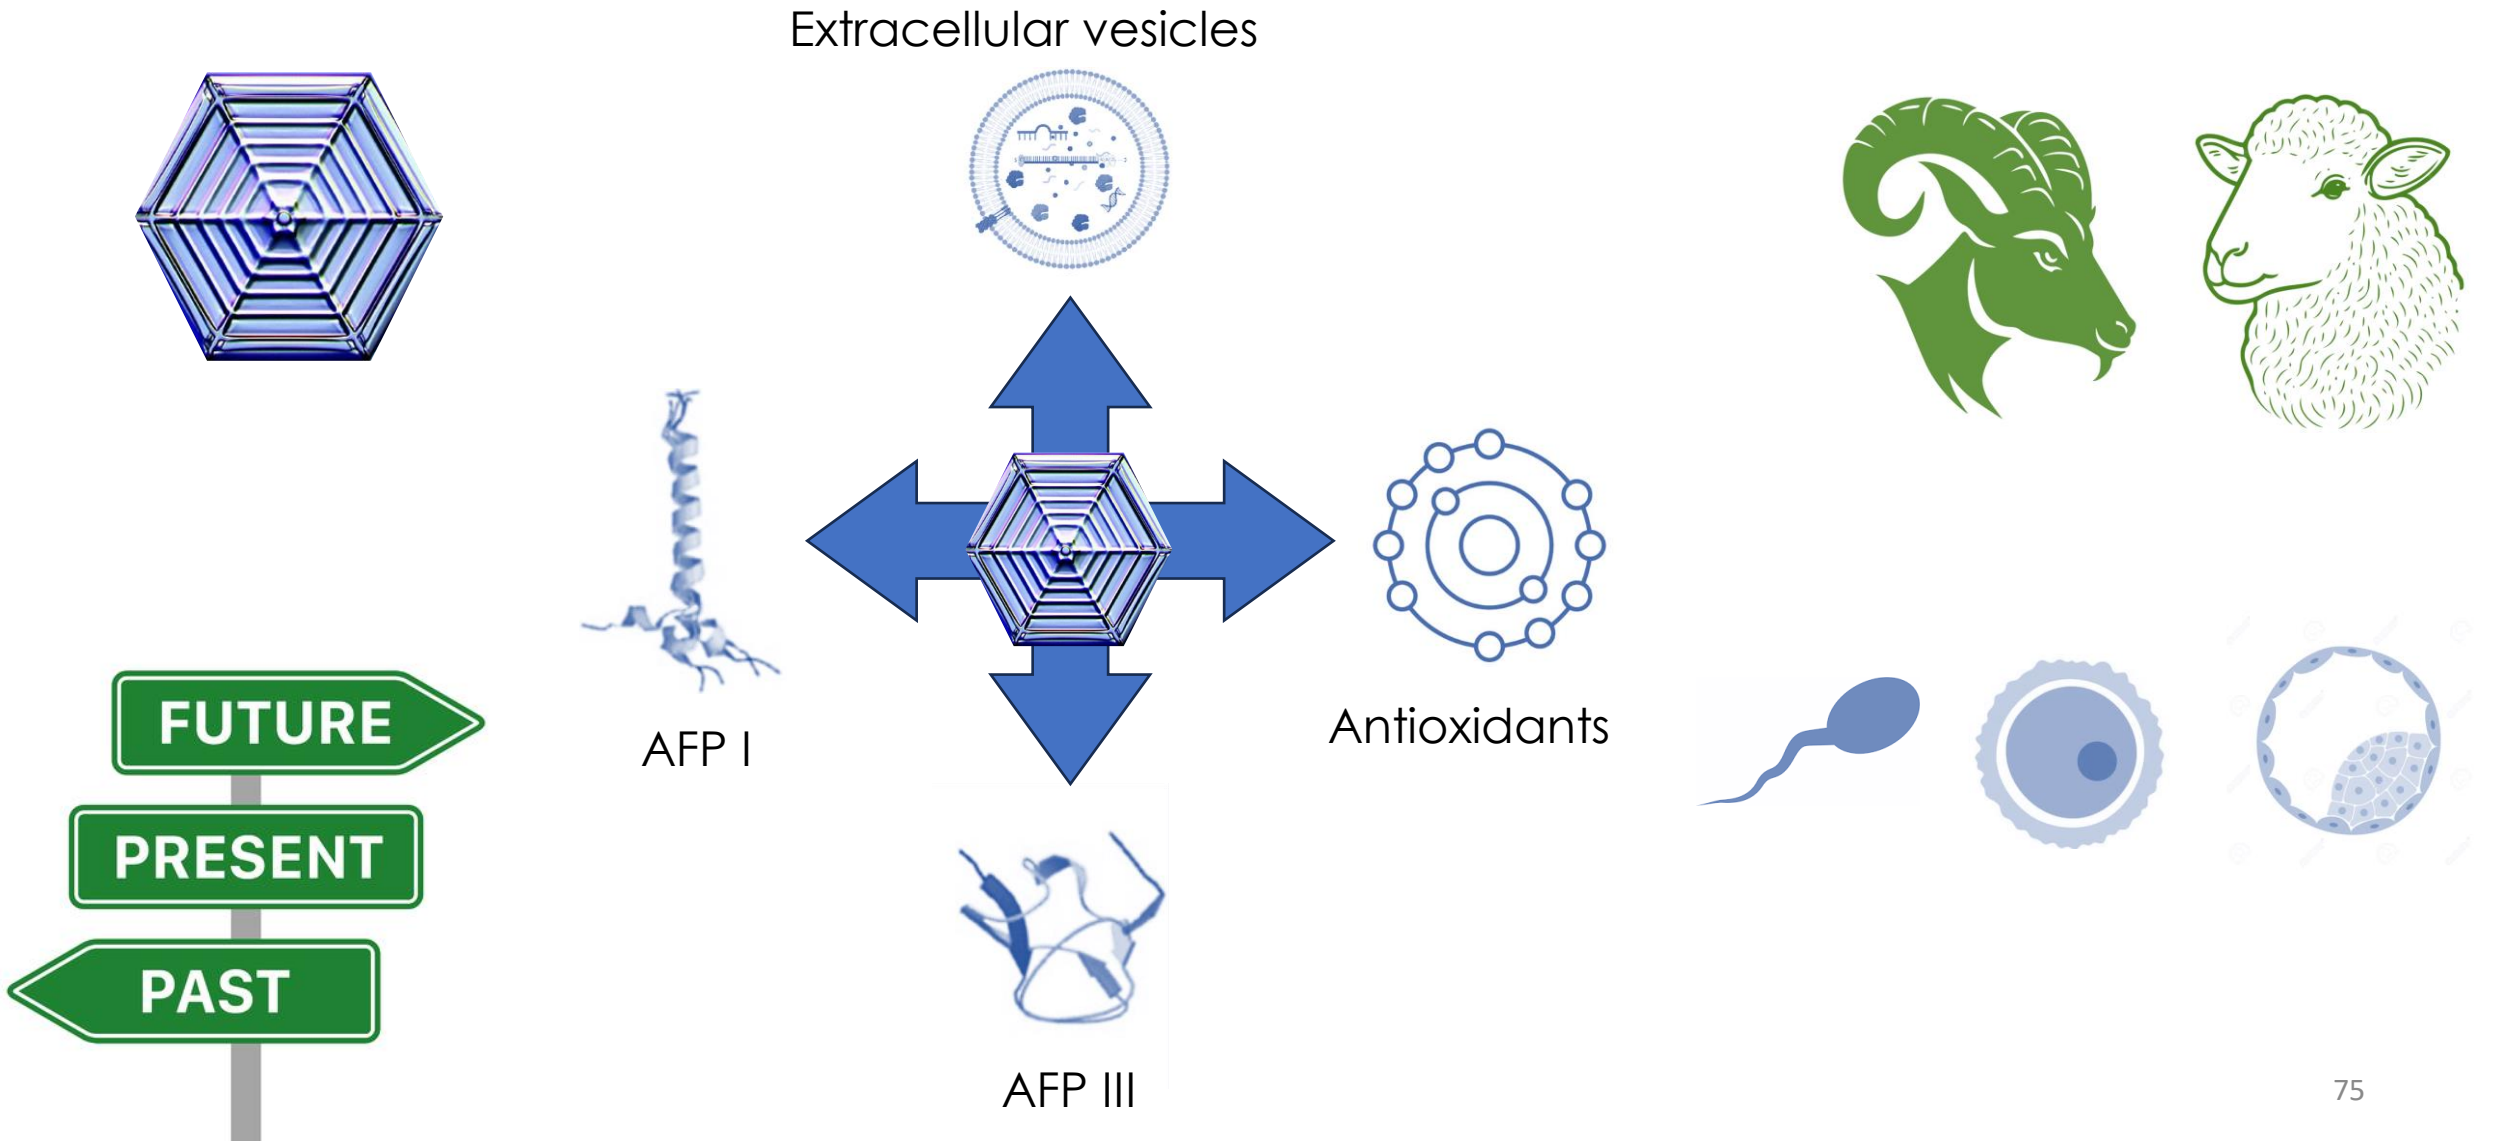 Extracellular vesicles
AFP I
Antioxidants
AFP III
FUTURE
PRESENT
PAST
75